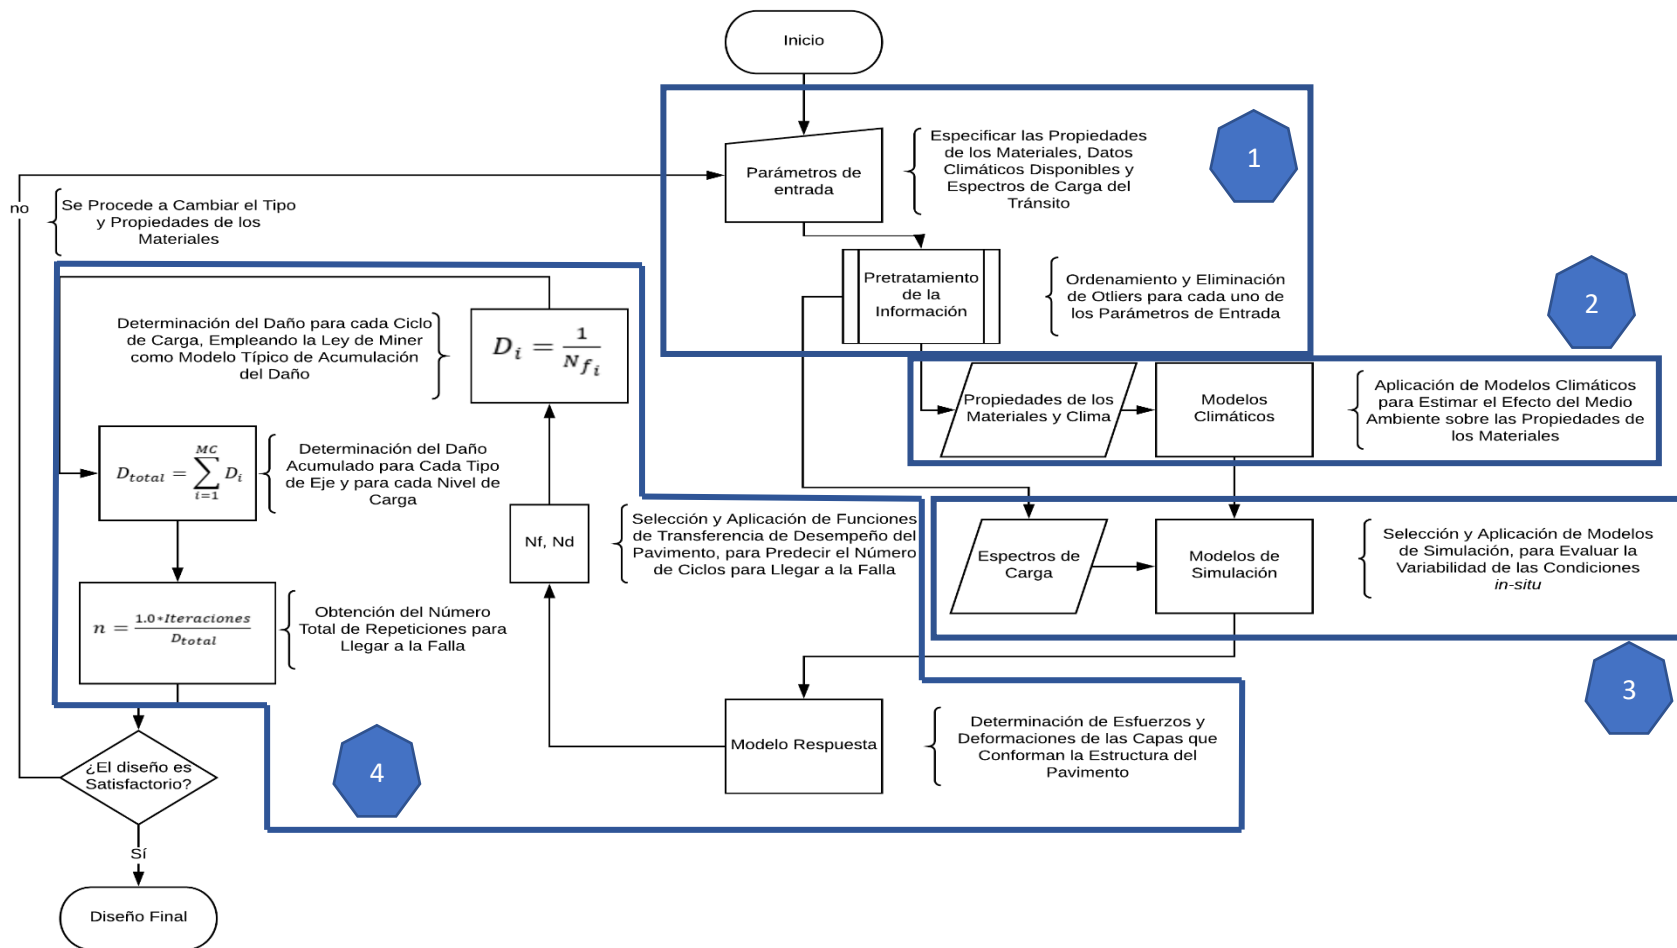 Inicio
1
Parámetros de
entrada
Especificar las Propiedades
de los Materiales, Datos
Climáticos Disponibles y
Espectros de Carga del
Tránsito
no
Se Procede a Cambiar el Tipo
y Propiedades de los
Materiales
Pretratamiento
de la
Información
Ordenamiento y Eliminación
de Otliers para cada uno de
los Parámetros de Entrada
2
Propiedades de los
Materiales y Clima
Modelos
Climáticos
Aplicación de Modelos Climáticos
para Estimar el Efecto del Medio
Ambiente sobre las Propiedades de
los Materiales
Espectros de
Carga
Modelos de
Simulación
Selección y Aplicación de Modelos
de Simulación, para Evaluar la
Variabilidad de las Condiciones
in-situ
3
Modelo Respuesta
Determinación de Esfuerzos y
Deformaciones de las Capas que
Conforman la Estructura del
Pavimento
Nf, Nd
Selección y Aplicación de Funciones
de Transferencia de Desempeño del
Pavimento, para Predecir el Número
de Ciclos para Llegar a la Falla
Determinación del Daño para cada Ciclo
de Carga, Empleando la Ley de Miner
como Modelo Típico de Acumulación
del Daño
D_i = 1 / N_{f_i}
D_{total} = \sum_{i=1}^{MC} D_i
Determinación del Daño
Acumulado para Cada Tipo
de Eje y para cada Nivel de
Carga
n = 1.0*Iteraciones / D_{total}
Obtención del Número
Total de Repeticiones para
Llegar a la Falla
4
¿El diseño es
Satisfactorio?
Sí
Diseño Final